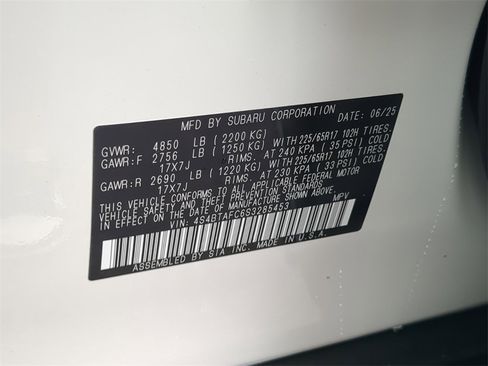 MFD BY SUBARU CORPORATION DATE: 06/25
GVWR: 4850 LB (2200 KG)
GAWR:F 2756 LB (1250 KG) WITH 225/65R17 102H TIRES.
17X7J RIMS. AT 240 KPA ( 35 PSI) COLD
GAWR:R 2690 LB (1220 KG) WITH 225/65R17 102H TIRES.
17X7J RIMS. AT 230 KPA ( 33 PSI) COLD
THIS VEHICLE CONFORMS TO ALL APPLICABLE FEDERAL MOTOR
VEHICLE SAFETY AND BUMPER STANDARDS IN EFFECT ON
THE DATE OF MANUFACTURE SHOWN ABOVE.
VIN: 4S4BTAFC6S3285453 MPV
ASSEMBLED BY SIA INC. MADE IN U.S.A.